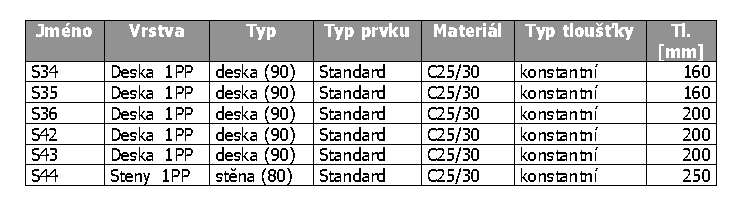 Jméno Vrstva Typ Typ prvku Materiál Typ tloušťky Tl. [mm]
S34 Deska 1PP deska (90) Standard C25/30 konstantní 160
S35 Deska 1PP deska (90) Standard C25/30 konstantní 160
S36 Deska 1PP deska (90) Standard C25/30 konstantní 200
S42 Deska 1PP deska (90) Standard C25/30 konstantní 200
S43 Deska 1PP deska (90) Standard C25/30 konstantní 200
S44 Steny 1PP stěna (80) Standard C25/30 konstantní 250